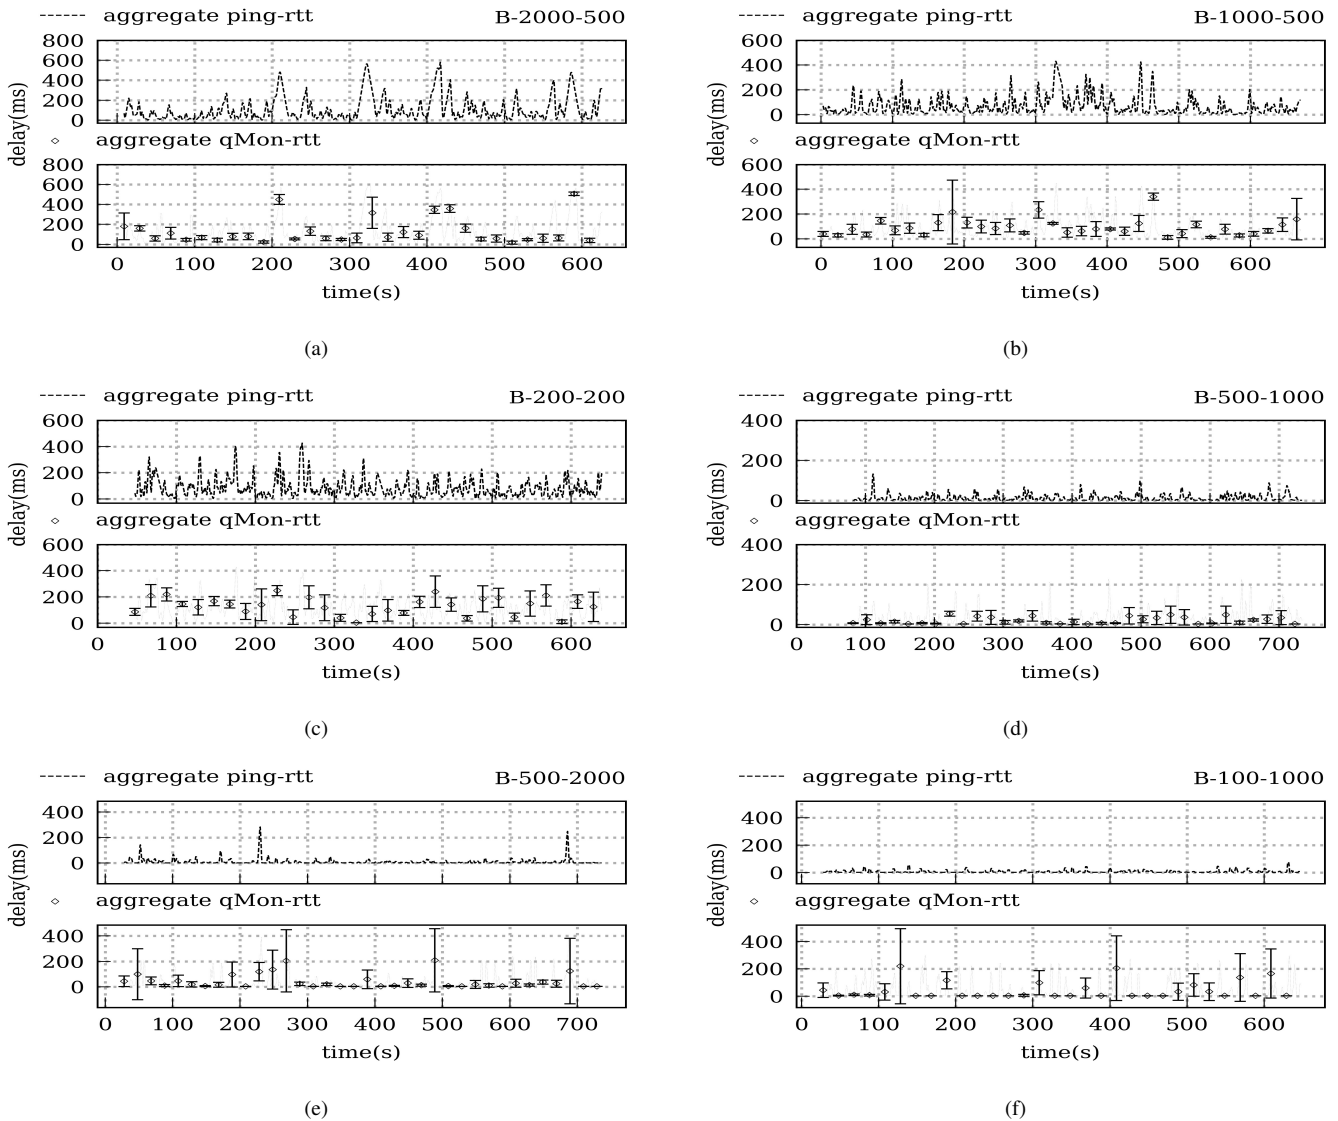 aggregate ping-rtt B-2000-500
800
600
400
200
0
delay(ms)
aggregate qMon-rtt
800
600
400
200
0
0 100 200 300 400 500 600
time(s)
(a)
aggregate ping-rtt B-1000-500
600
400
200
0
delay(ms)
aggregate qMon-rtt
600
400
200
0
0 100 200 300 400 500 600
time(s)
(b)
aggregate ping-rtt B-200-200
600
400
200
0
delay(ms)
aggregate qMon-rtt
600
400
200
0
0 100 200 300 400 500 600
time(s)
(c)
aggregate ping-rtt B-500-1000
400
200
0
delay(ms)
aggregate qMon-rtt
400
200
0
0 100 200 300 400 500 600 700
time(s)
(d)
aggregate ping-rtt B-500-2000
400
200
0
delay(ms)
aggregate qMon-rtt
400
200
0
0 100 200 300 400 500 600 700
time(s)
(e)
aggregate ping-rtt B-100-1000
400
200
0
delay(ms)
aggregate qMon-rtt
400
200
0
0 100 200 300 400 500 600
time(s)
(f)